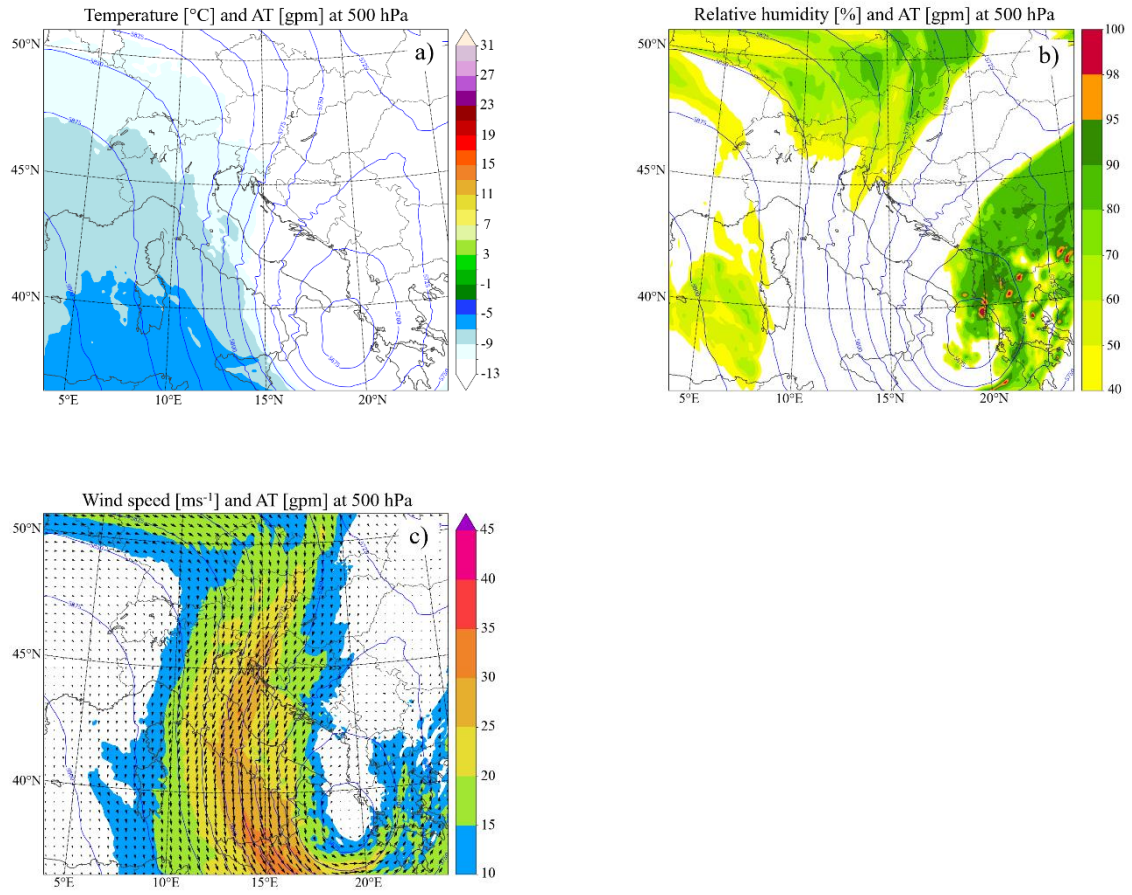 Temperature [°C] and AT [gpm] at 500 hPa
a)
50°N
45°N
40°N
5°E
10°E
15°E
20°E
31
27
23
19
15
11
7
3
-1
-5
-9
-13
Relative humidity [%] and AT [gpm] at 500 hPa
b)
50°N
45°N
40°N
5°E
10°E
15°E
20°E
100
98
95
90
80
70
60
50
40
Wind speed [ms⁻¹] and AT [gpm] at 500 hPa
c)
50°N
45°N
40°N
5°E
10°E
15°E
20°E
45
40
35
30
25
20
15
10